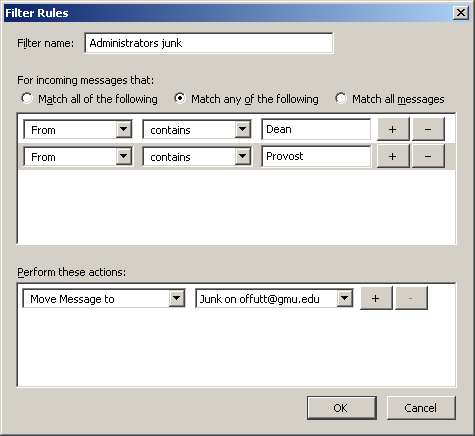 Filter Rules
Filter name: Administrators junk
For incoming messages that:
Match all of the following Match any of the following Match all messages
From contains Dean + −
From contains Provost + −
Perform these actions:
Move Message to Junk on offutt@gmu.edu + -
OK Cancel